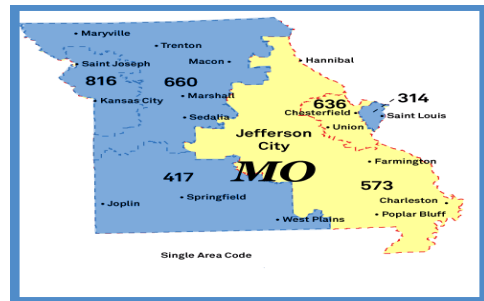 Maryville
Trenton
Macon
Hannibal
Saint Joseph
816
660
Kansas City
Marshall
636
314
Chesterfield
Saint Louis
Sedalia
Union
Jefferson
City
Farmington
MO
417
573
Joplin
Springfield
Charleston
West Plains
Poplar Bluff
Single Area Code